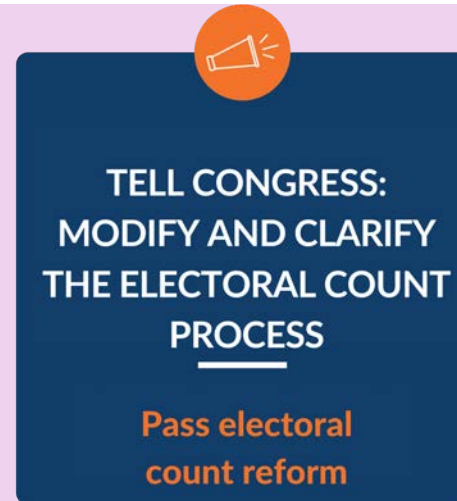 TELL CONGRESS:
MODIFY AND CLARIFY
THE ELECTORAL COUNT
PROCESS
Pass electoral
count reform